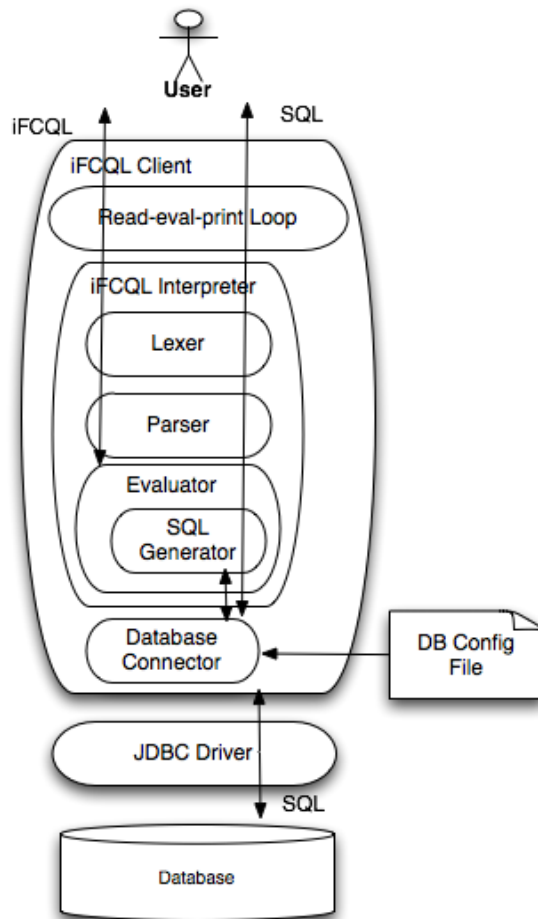 User
iFCQL
SQL
iFCQL Client
Read-eval-print Loop
iFCQL Interpreter
Lexer
Parser
Evaluator
SQL
Generator
Database
Connector
DB Config
File
JDBC Driver
SQL
Database